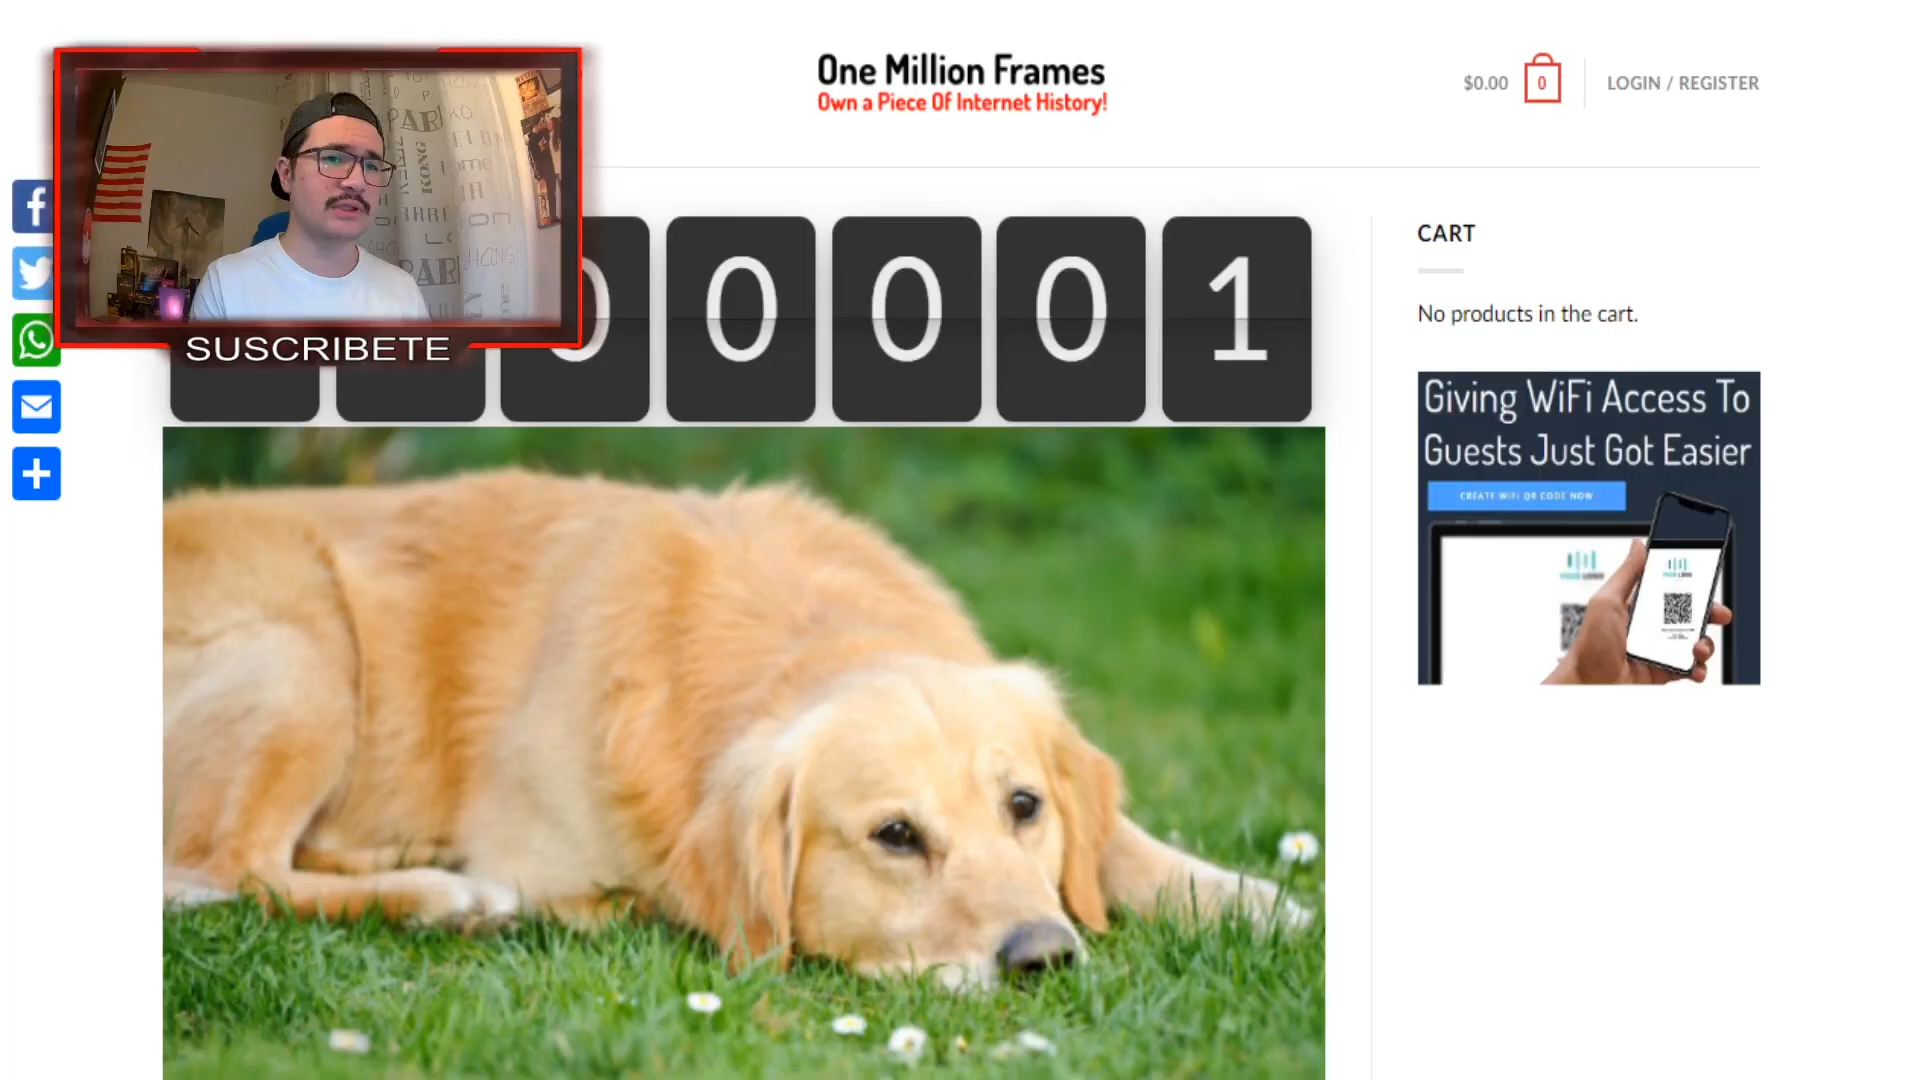 One Million Frames
Own a Piece Of Internet History!
$0.00
0
LOGIN / REGISTER
SUSCRIBETE
0 0 0 0 1
CART
No products in the cart.
Giving WiFi Access To
Guests Just Got Easier
CREATE WIFI QR CODE NOW